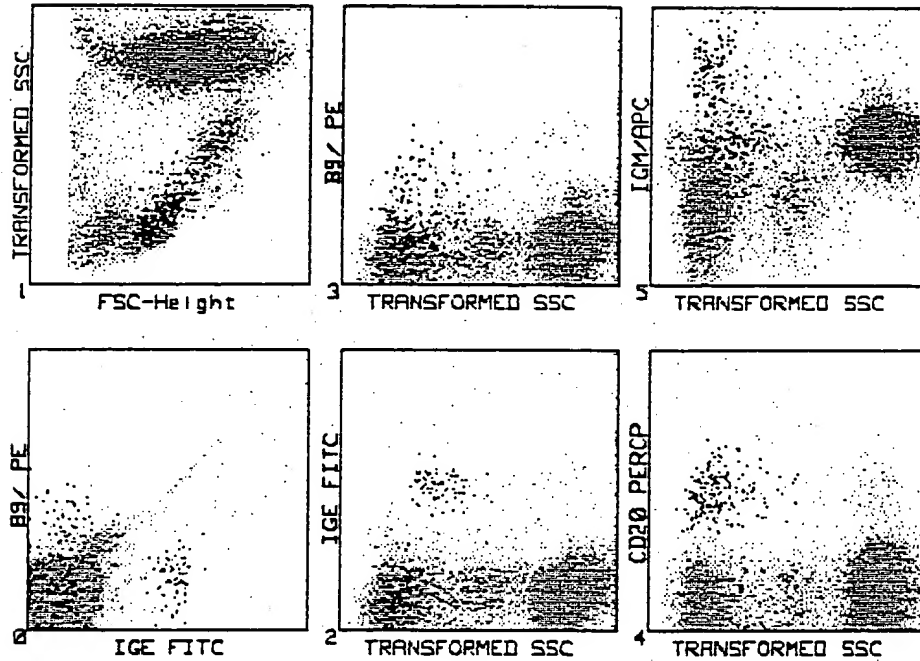 TRANSFORMED SSC
1
FSC-Height
B9/ PE
3
TRANSFORMED SSC
IGM/APC
5
TRANSFORMED SSC
B9/ PE
0
IGE FITC
IGE FITC
2
TRANSFORMED SSC
CD20 PERCP
4
TRANSFORMED SSC